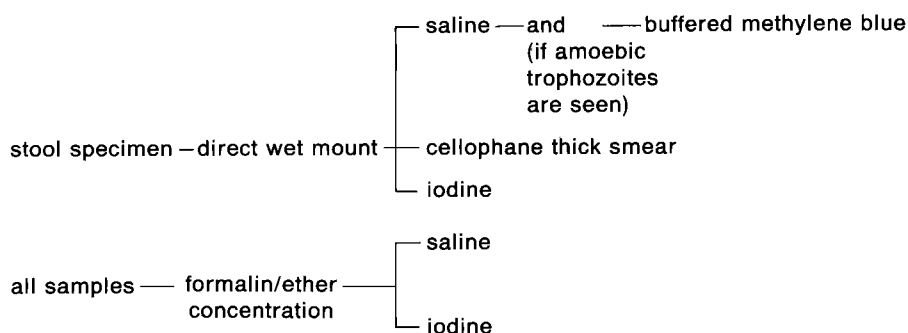 saline — and — buffered methylene blue
(if amoebic
trophozoites
are seen)
stool specimen – direct wet mount
cellophane thick smear
iodine
saline
all samples — formalin/ether
concentration
iodine